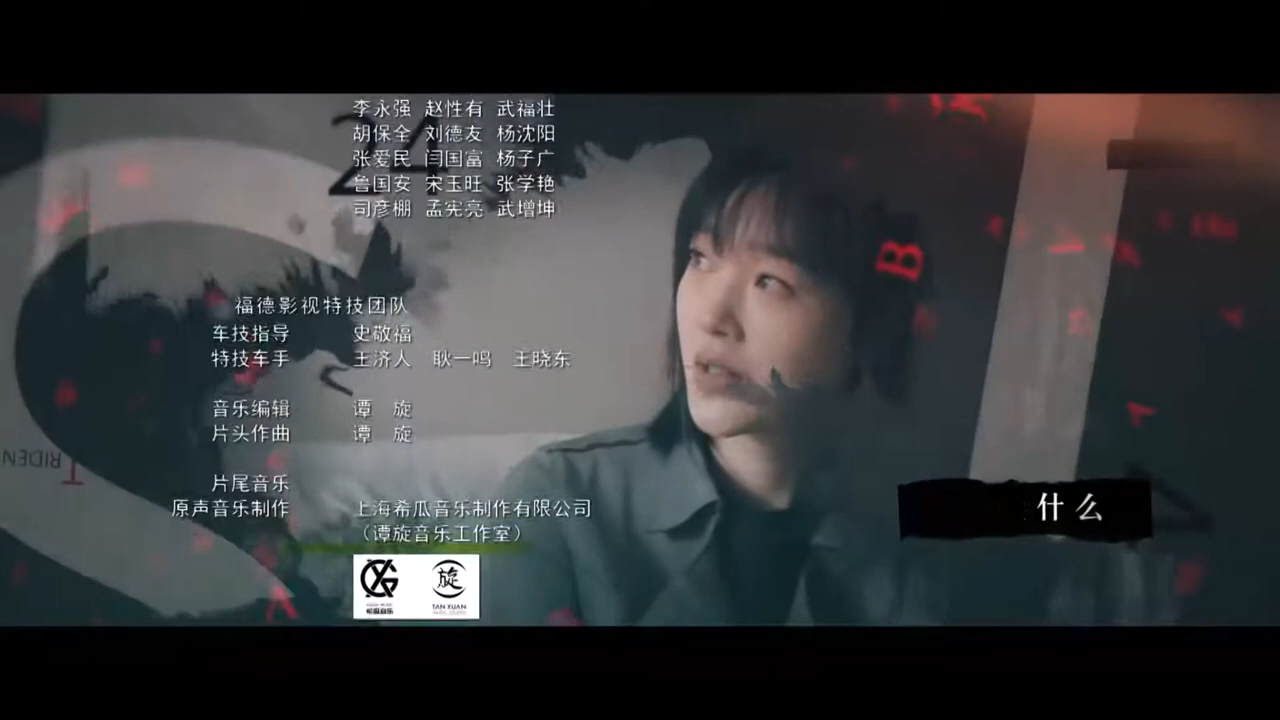 李永强 赵性有 武福壮
24
胡保全 刘德友 杨沈阳
张爱民 闫国富 杨子广
鲁国安 宋玉旺 张学艳
司彦棚 孟宪亮 武增坤
B
福德影视特技团队
车技指导 史敬福
特技车手 王济人 耿一鸣 王晓东
音乐编辑 谭 旋
片头作曲 谭 旋
片尾音乐
原声音乐制作 上海希瓜音乐制作有限公司
（谭旋音乐工作室）
什么
旋
希瓜音乐
TAN XUAN